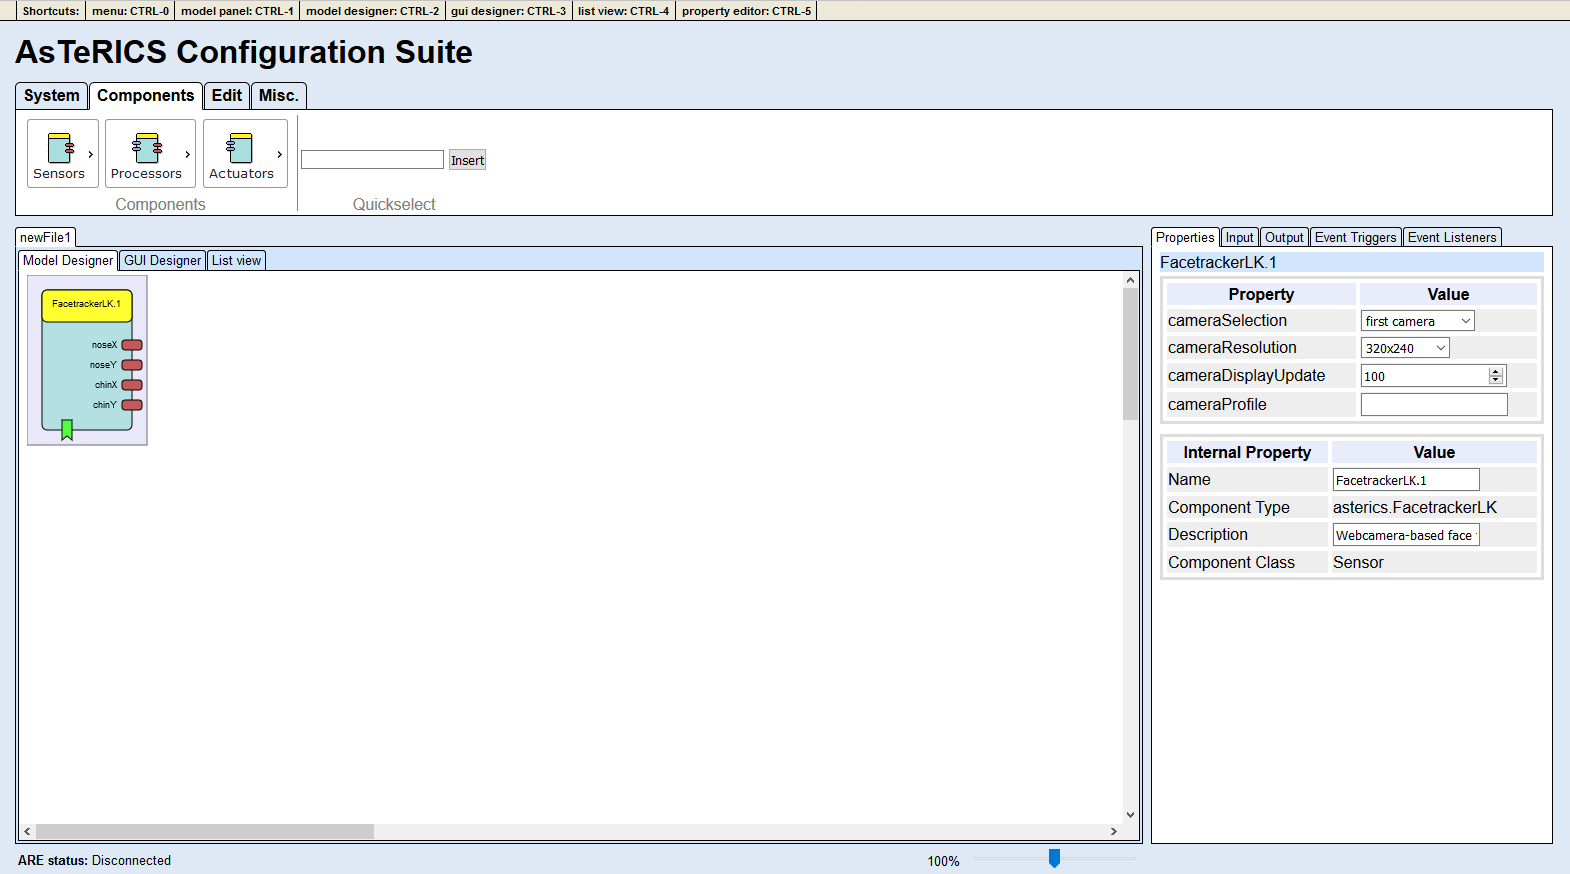 Shortcuts: menu: CTRL-0 model panel: CTRL-1 model designer: CTRL-2 gui designer: CTRL-3 list view: CTRL-4 property editor: CTRL-5
AsTeRICS Configuration Suite
System Components Edit Misc.
Sensors Processors Actuators
Insert
Components Quickselect
newFile1
Model Designer GUI Designer List view
FacetrackerLK.1
noseX
noseY
chinX
chinY
Properties Input Output Event Triggers Event Listeners
FacetrackerLK.1
Property Value
cameraSelection first camera
cameraResolution 320x240
cameraDisplayUpdate 100
cameraProfile
Internal Property Value
Name FacetrackerLK.1
Component Type asterics.FacetrackerLK
Description Webcamera-based face
Component Class Sensor
ARE status: Disconnected
100%